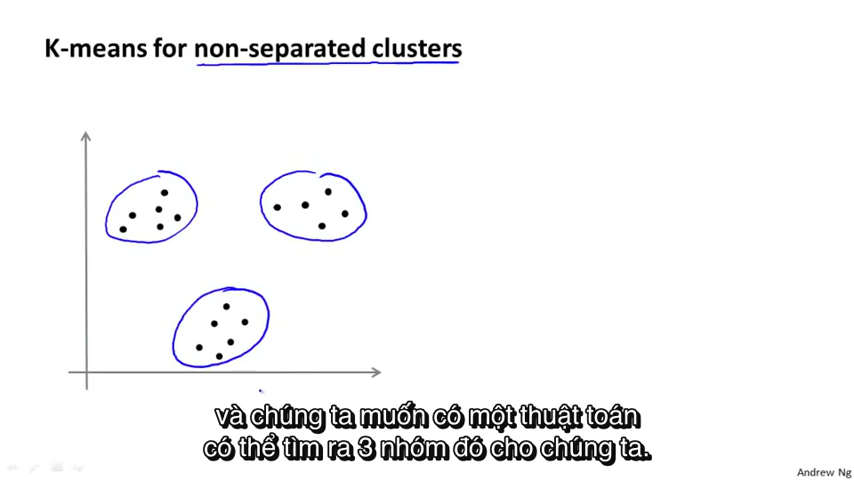 K-means for non-separated clusters
và chúng ta muốn có một thuật toán
có thể tìm ra 3 nhóm đó cho chúng ta.
Andrew Ng